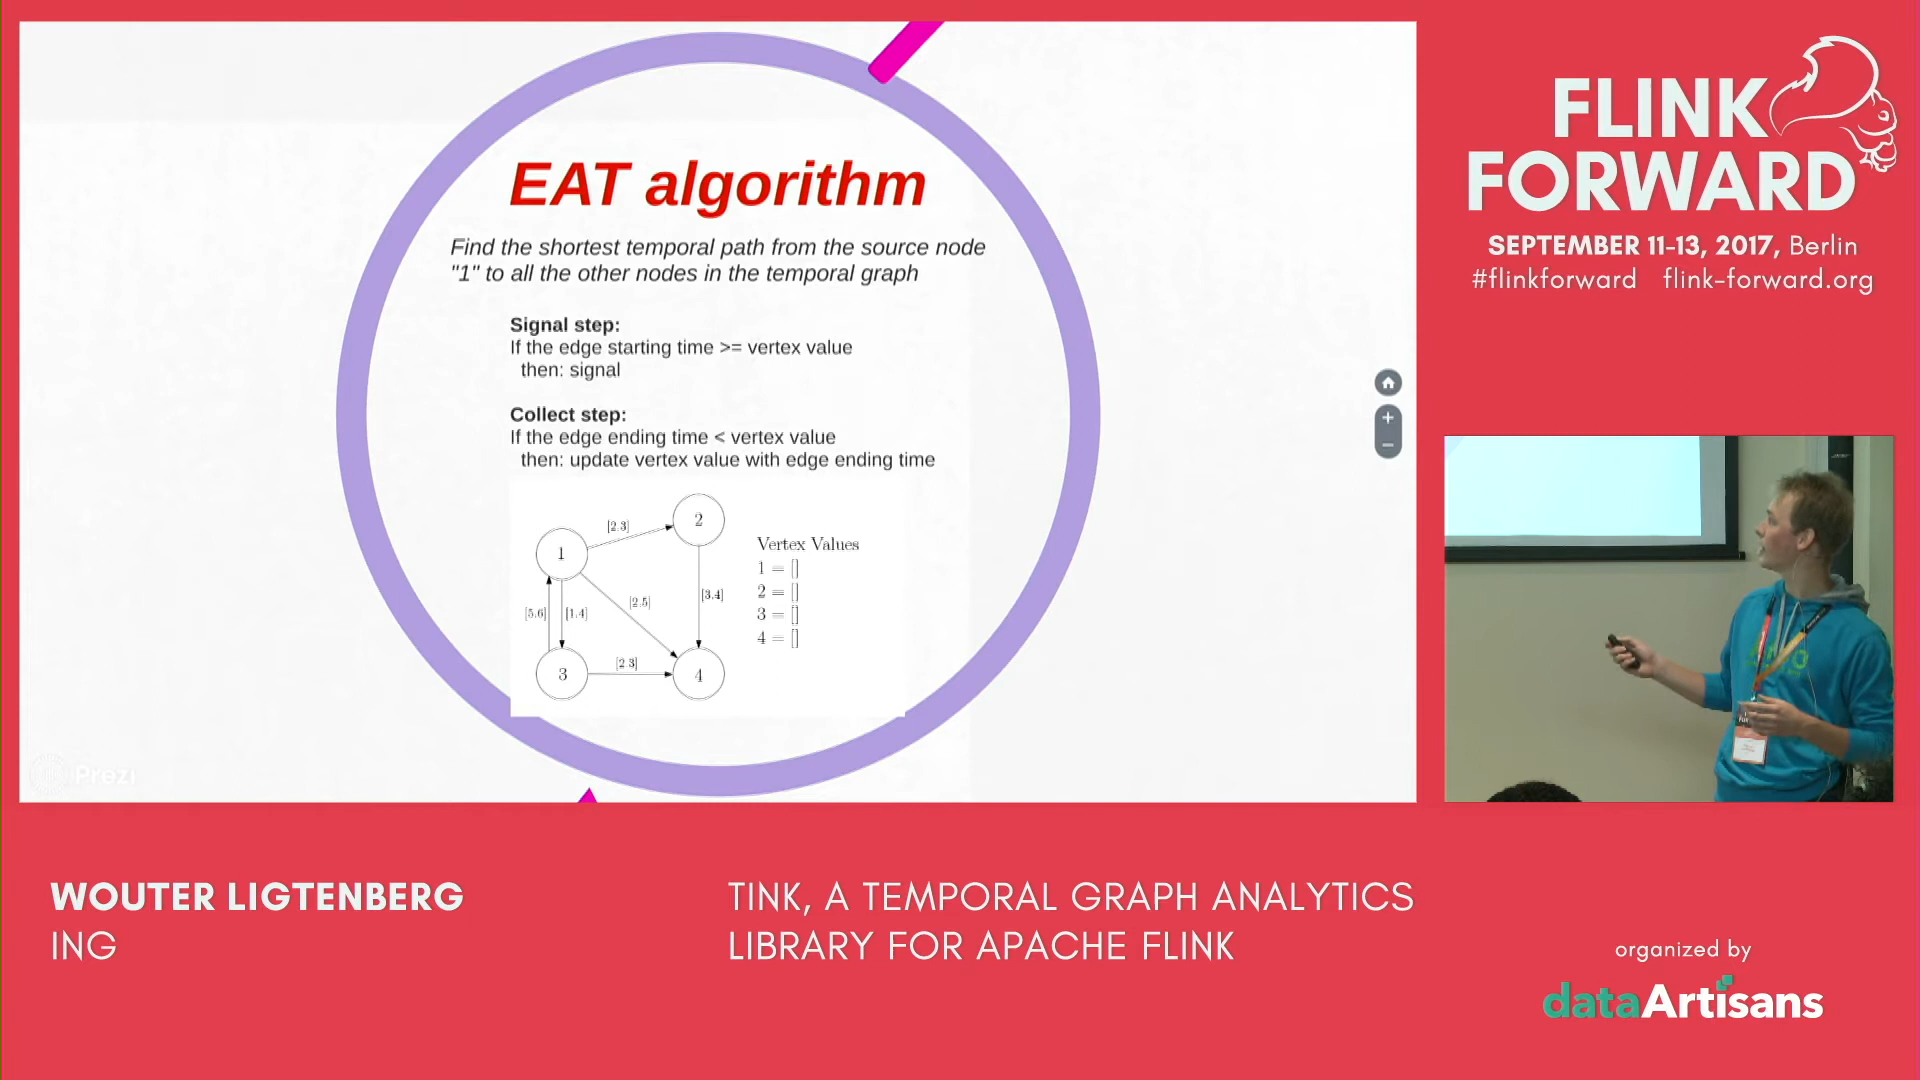 EAT algorithm
Find the shortest temporal path from the source node
"1" to all the other nodes in the temporal graph
Signal step:
If the edge starting time >= vertex value
then: signal
Collect step:
If the edge ending time < vertex value
then: update vertex value with edge ending time
[2.3]
2
1
[5.6]
[1.4]
[2.5]
[3.4]
3
[2 3]
4
Vertex Values
1 = []
2 = []
3 = []
4 = []
Prezi
+
−
FLINK
FORWARD
SEPTEMBER 11-13, 2017, Berlin
#flinkforward flink-forward.org
WOUTER LIGTENBERG
ING
TINK, A TEMPORAL GRAPH ANALYTICS
LIBRARY FOR APACHE FLINK
organized by
dataArtisans